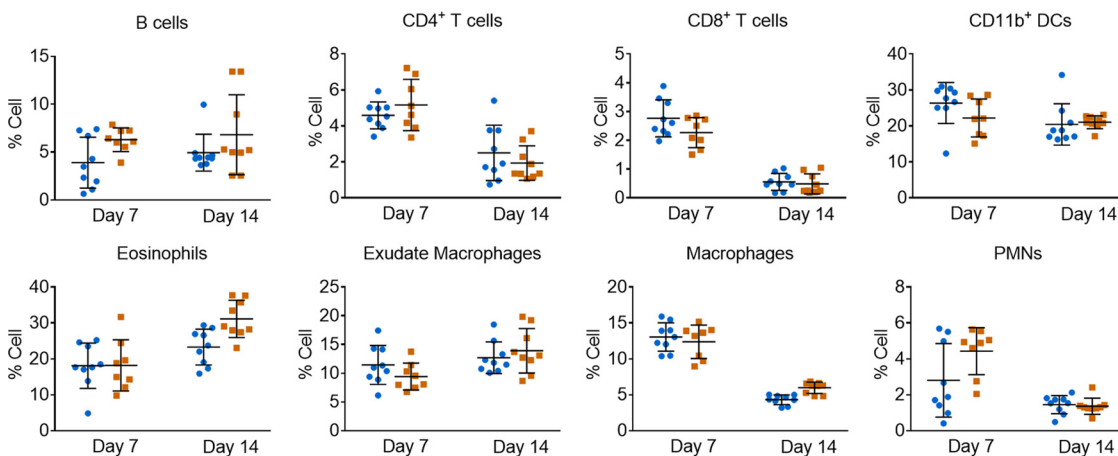 B cells
% Cell
15
10
5
0
Day 7
Day 14
CD4⁺ T cells
% Cell
8
6
4
2
0
Day 7
Day 14
CD8⁺ T cells
% Cell
5
4
3
2
1
0
Day 7
Day 14
CD11b⁺ DCs
% Cell
40
30
20
10
0
Day 7
Day 14
Eosinophils
% Cell
40
30
20
10
0
Day 7
Day 14
Exudate Macrophages
% Cell
25
20
15
10
5
0
Day 7
Day 14
Macrophages
% Cell
20
15
10
5
0
Day 7
Day 14
PMNs
% Cell
8
6
4
2
0
Day 7
Day 14